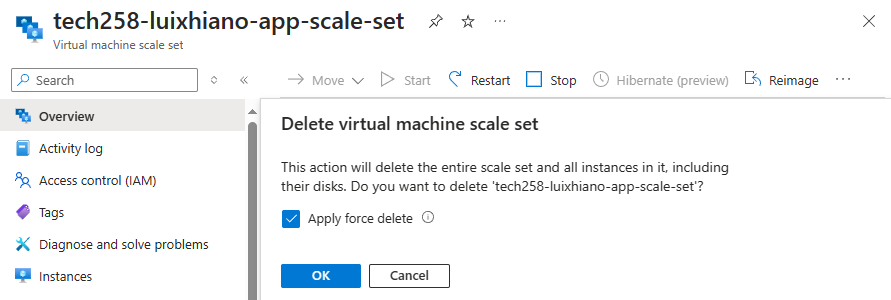 tech258-luixhiano-app-scale-set
Virtual machine scale set
Search
Move
Start
Restart
Stop
Hibernate (preview)
Reimage
Overview
Activity log
Access control (IAM)
Tags
Diagnose and solve problems
Instances
Delete virtual machine scale set
This action will delete the entire scale set and all instances in it, including
their disks. Do you want to delete 'tech258-luixhiano-app-scale-set'?
Apply force delete
OK
Cancel